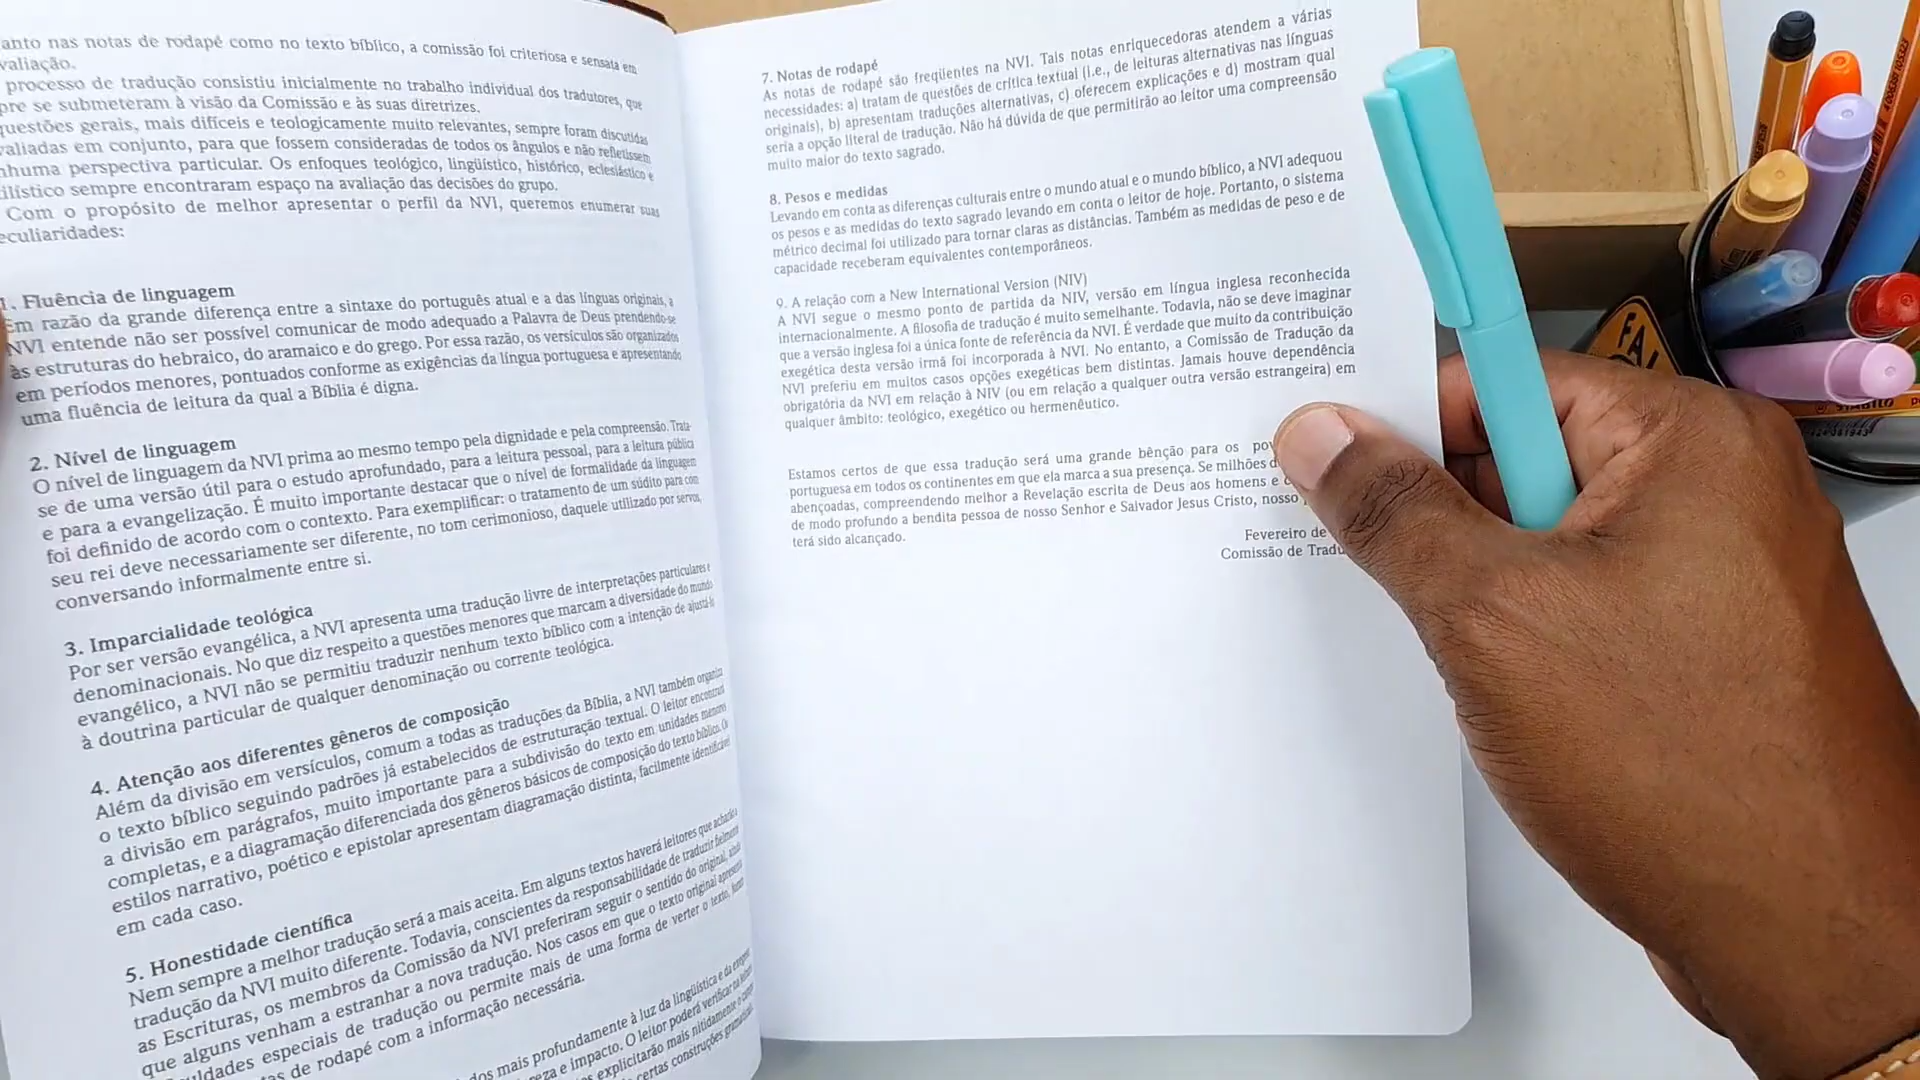 anto nas notas de rodapé como no texto bíblico, a comissão foi criteriosa e sensata em
valiação.
processo de tradução consistiu inicialmente no trabalho individual dos tradutores, que
pre se submeteram à visão da Comissão e às suas diretrizes.
questões gerais, mais difíceis e teologicamente muito relevantes, sempre foram discutidas
valiadas em conjunto, para que fossem consideradas de todos os ângulos e não refletissem
nhuma perspectiva particular. Os enfoques teológico, lingüístico, histórico, eclesiástico e
ilístico sempre encontraram espaço na avaliação das decisões do grupo.
Com o propósito de melhor apresentar o perfil da NVI, queremos enumerar suas
eculiaridades:
1. Fluência de linguagem
Em razão da grande diferença entre a sintaxe do português atual e a das línguas originais, a
NVI entende não ser possível comunicar de modo adequado a Palavra de Deus prendendo-se
às estruturas do hebraico, do aramaico e do grego. Por essa razão, os versículos são organizados
em períodos menores, pontuados conforme as exigências da língua portuguesa e apresentando
uma fluência de leitura da qual a Bíblia é digna.
2. Nível de linguagem
O nível de linguagem da NVI prima ao mesmo tempo pela dignidade e pela compreensão. Trata-
se de uma versão útil para o estudo aprofundado, para a leitura pessoal, para a leitura pública
e para a evangelização. É muito importante destacar que o nível de formalidade da linguagem
foi definido de acordo com o contexto. Para exemplificar: o tratamento de um súdito para com
seu rei deve necessariamente ser diferente, no tom cerimonioso, daquele utilizado por servos,
conversando informalmente entre si.
3. Imparcialidade teológica
Por ser versão evangélica, a NVI apresenta uma tradução livre de interpretações particulares e
denominacionais. No que diz respeito a questões menores que marcam a diversidade do mundo
evangélico, a NVI não se permitiu traduzir nenhum texto bíblico com a intenção de ajustá-lo
à doutrina particular de qualquer denominação ou corrente teológica.
4. Atenção aos diferentes gêneros de composição
Além da divisão em versículos, comum a todas as traduções da Bíblia, a NVI também organiza
o texto bíblico seguindo padrões já estabelecidos de estruturação textual. O leitor encontrará
a divisão em parágrafos, muito importante para a subdivisão do texto em unidades menores
completas, e a diagramação diferenciada dos gêneros básicos de composição do texto bíblico. Os
estilos narrativo, poético e epistolar apresentam diagramação distinta, facilmente identificável
em cada caso.
5. Honestidade científica
Nem sempre a melhor tradução será a mais aceita. Em alguns textos haverá leitores que acharão a
tradução da NVI muito diferente. Todavia, conscientes da responsabilidade de traduzir fielmente
as Escrituras, os membros da Comissão da NVI preferiram seguir o sentido do original, ainda
que alguns venham a estranhar a nova tradução. Nos casos em que o texto original apresenta
culdades especiais de tradução ou permite mais de uma forma de verter o texto, foram
as de rodapé com a informação necessária.
dos mais profundamente à luz da lingüística e da exegese
eza e impacto. O leitor poderá verificar na leitura
explicitarão mais nitidamente o
certas construções
7. Notas de rodapé
As notas de rodapé são freqüentes na NVI. Tais notas enriquecedoras atendem a várias
necessidades: a) tratam de questões de crítica textual (i.e., de leituras alternativas nas línguas
originais), b) apresentam traduções alternativas, c) oferecem explicações e d) mostram qual
seria a opção literal de tradução. Não há dúvida de que permitirão ao leitor uma compreensão
muito maior do texto sagrado.
8. Pesos e medidas
Levando em conta as diferenças culturais entre o mundo atual e o mundo bíblico, a NVI adequou
os pesos e as medidas do texto sagrado levando em conta o leitor de hoje. Portanto, o sistema
métrico decimal foi utilizado para tornar claras as distâncias. Também as medidas de peso e de
capacidade receberam equivalentes contemporâneos.
9. A relação com a New International Version (NIV)
A NVI segue o mesmo ponto de partida da NIV, versão em língua inglesa reconhecida
internacionalmente. A filosofia de tradução é muito semelhante. Todavia, não se deve imaginar
que a versão inglesa foi a única fonte de referência da NVI. É verdade que muito da contribuição
exegética desta versão irmã foi incorporada à NVI. No entanto, a Comissão de Tradução da
NVI preferiu em muitos casos opções exegéticas bem distintas. Jamais houve dependência
obrigatória da NVI em relação à NIV (ou em relação a qualquer outra versão estrangeira) em
qualquer âmbito: teológico, exegético ou hermenêutico.
Estamos certos de que essa tradução será uma grande bênção para os pov
portuguesa em todos os continentes em que ela marca a sua presença. Se milhões d
abençoadas, compreendendo melhor a Revelação escrita de Deus aos homens e
de modo profundo a bendita pessoa de nosso Senhor e Salvador Jesus Cristo, nosso
terá sido alcançado.
Fevereiro de
Comissão de Tradu
FAI
STABILO